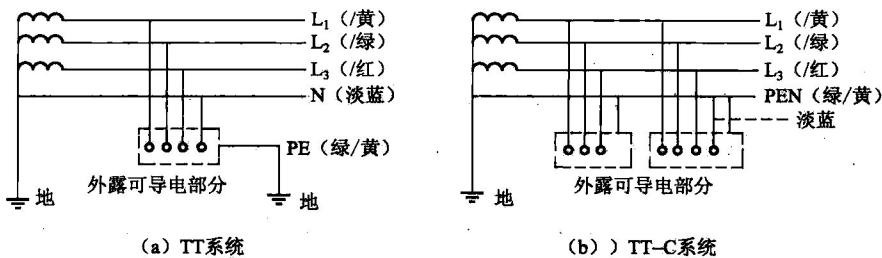 L₁（/黄）
L₂（/绿）
L₃（/红）
N（淡蓝）
PE（绿/黄）
地
外露可导电部分
地
（a）TT系统
L₁（/黄）
L₂（/绿）
L₃（/红）
PEN（绿/黄）
淡蓝
地
外露可导电部分
（b））TT-C系统